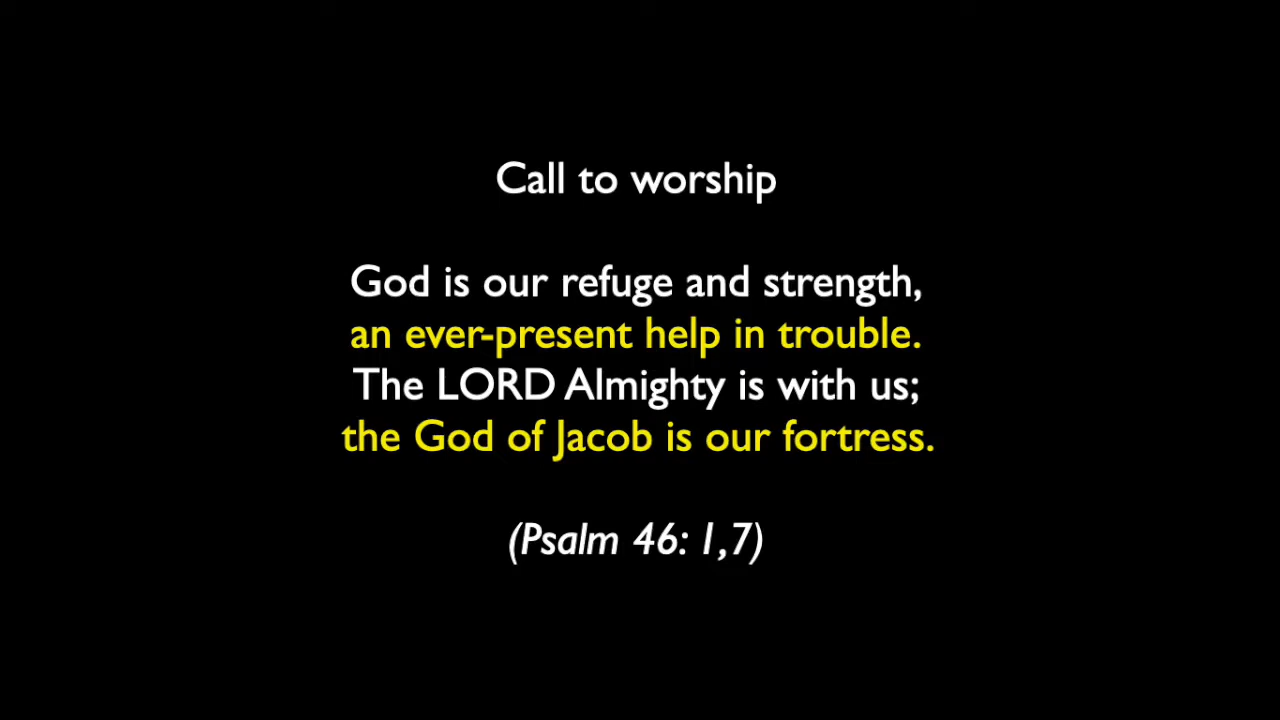 Call to worship
God is our refuge and strength,
an ever-present help in trouble.
The LORD Almighty is with us;
the God of Jacob is our fortress.
(Psalm 46: 1,7)